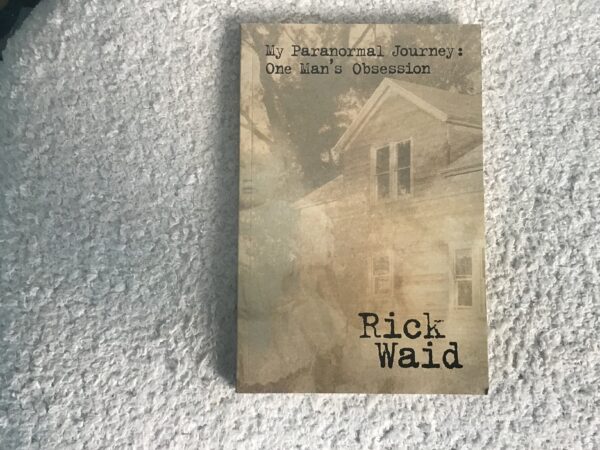 My Paranormal Journey:
One Man's Obsession
Rick
Waid